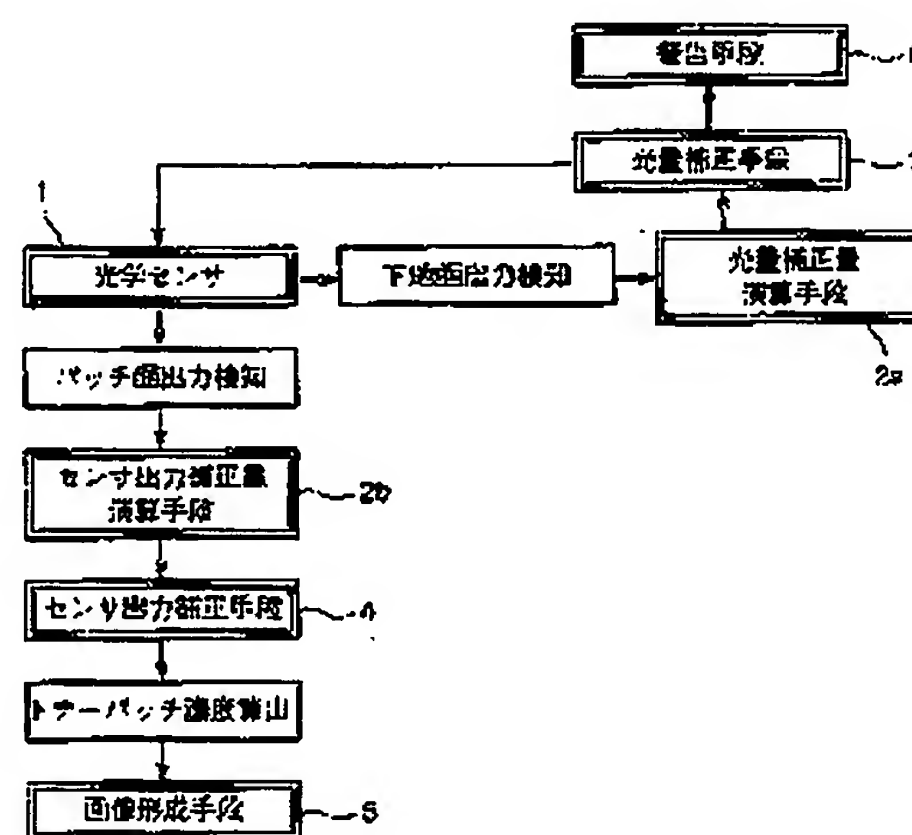 警告手段
光量補正手段
1
光学センサ
下地面出力検知
光量補正量
演算手段
2a
パッチ面出力検知
センサ出力補正量
演算手段
2b
センサ出力補正手段
4
トナーパッチ濃度算出
画像形成手段